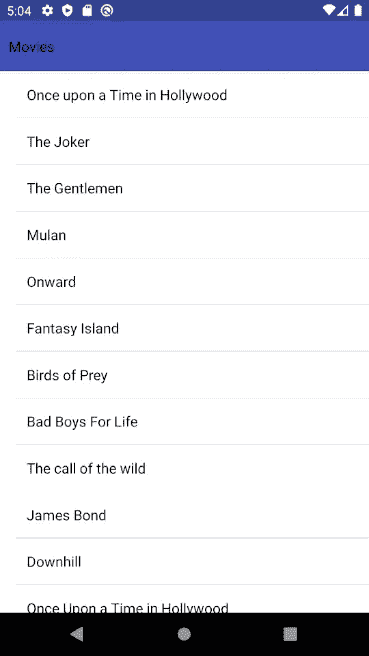 5:04
Movies
Once upon a Time in Hollywood
The Joker
The Gentlemen
Mulan
Onward
Fantasy Island
Birds of Prey
Bad Boys For Life
The call of the wild
James Bond
Downhill
Once Upon a Time in Hollywood